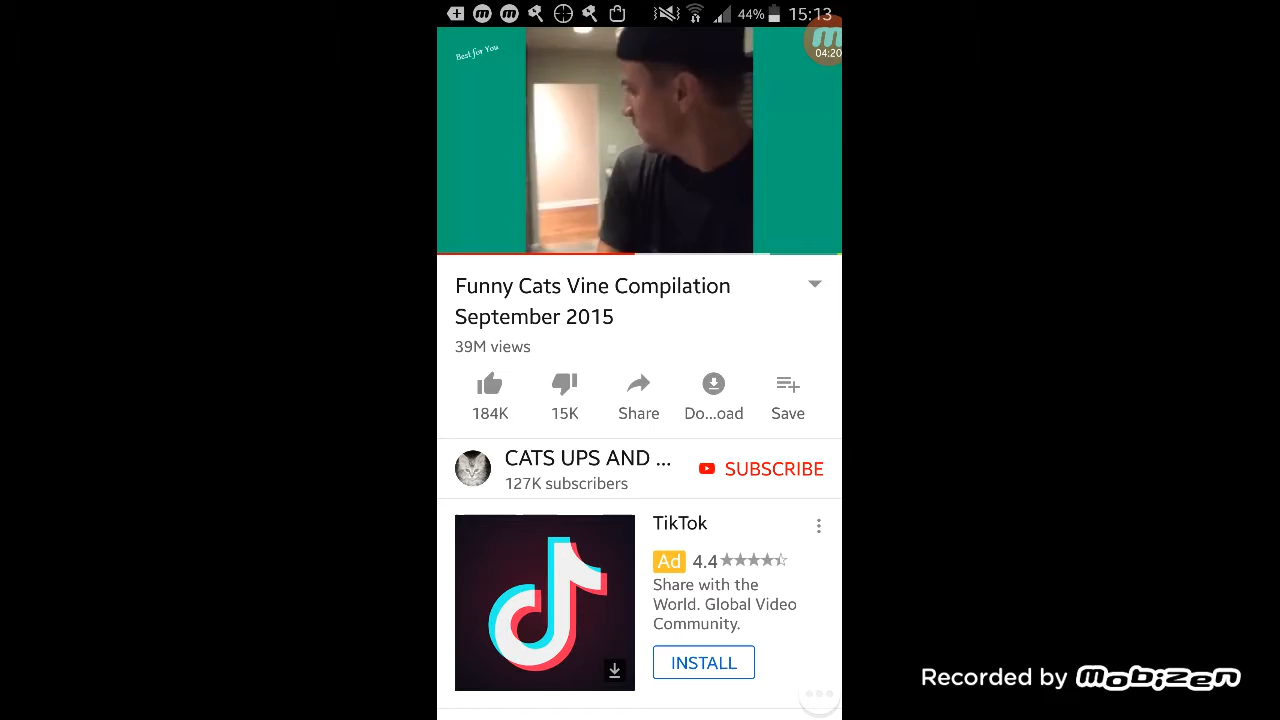 44% 15:13
04:20
Best for You
Funny Cats Vine Compilation
September 2015
39M views
184K 15K Share Do...oad Save
CATS UPS AND ...
127K subscribers
SUBSCRIBE
TikTok
Ad 4.4
Share with the
World. Global Video
Community.
INSTALL
Recorded by mobizen